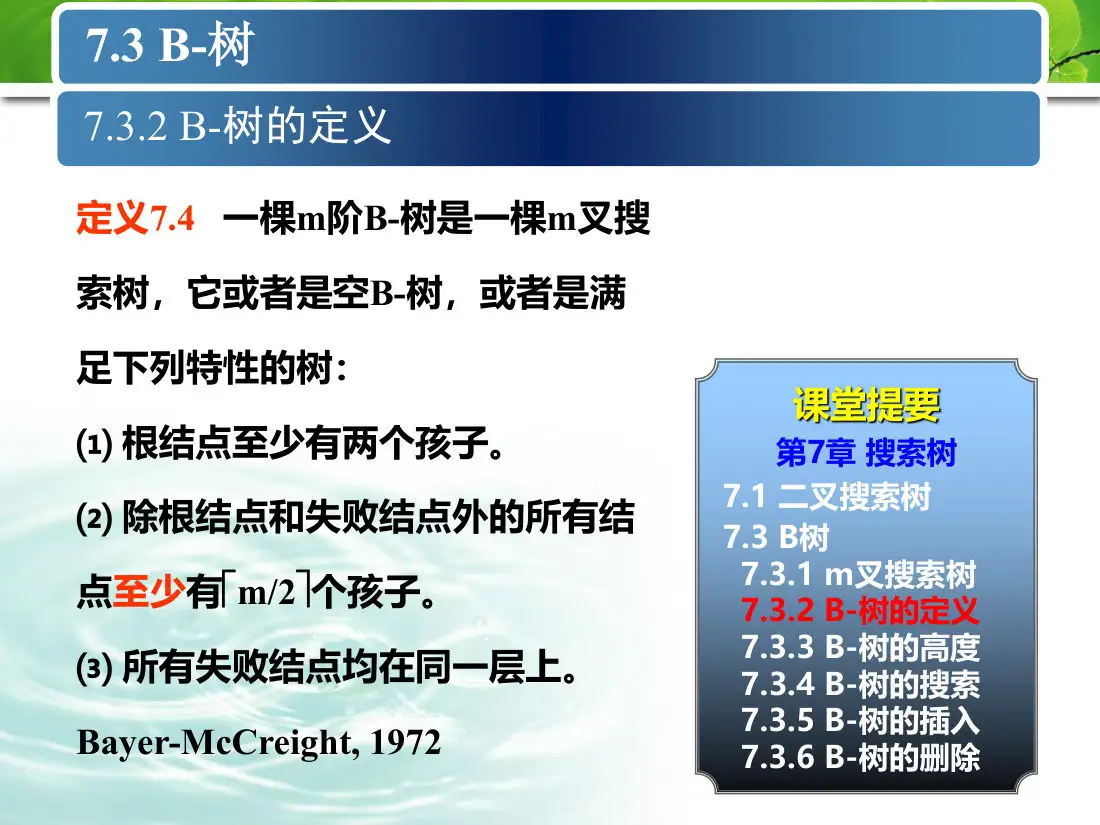 7.3 B-树
7.3.2 B-树的定义
定义7.4 一棵m阶B-树是一棵m叉搜
索树，它或者是空B-树，或者是满
足下列特性的树：
⑴ 根结点至少有两个孩子。
⑵ 除根结点和失败结点外的所有结
点至少有⎡m/2⎤个孩子。
⑶ 所有失败结点均在同一层上。
Bayer-McCreight, 1972
课堂提要
第7章 搜索树
7.1 二叉搜索树
7.3 B树
7.3.1 m叉搜索树
7.3.2 B-树的定义
7.3.3 B-树的高度
7.3.4 B-树的搜索
7.3.5 B-树的插入
7.3.6 B-树的删除